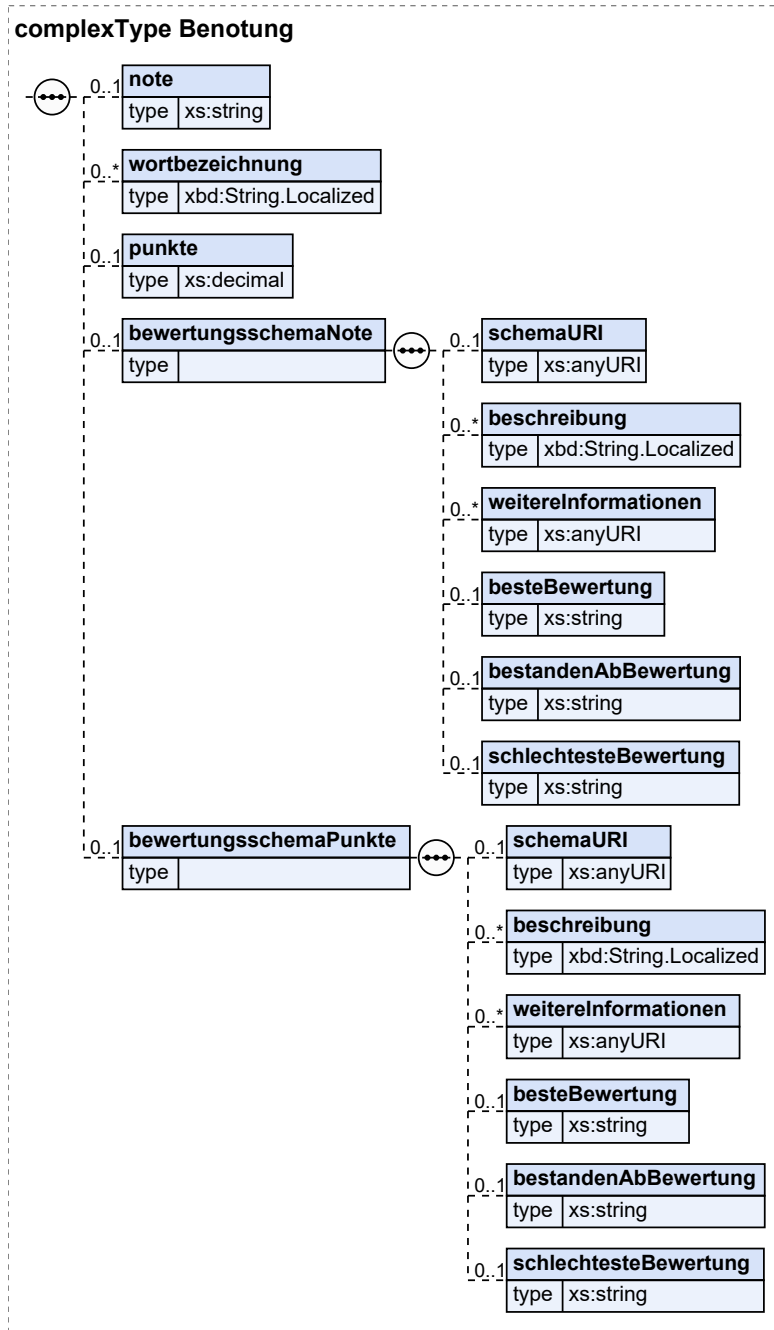 complexType Benotung
0..1 note
type xs:string
0..* wortbezeichnung
type xbd:String.Localized
0..1 punkte
type xs:decimal
0..1 bewertungsschemaNote
type
0..1 schemaURI
type xs:anyURI
0..* beschreibung
type xbd:String.Localized
0..* weitereInformationen
type xs:anyURI
0..1 besteBewertung
type xs:string
0..1 bestandenAbBewertung
type xs:string
0..1 schlechtesteBewertung
type xs:string
0..1 bewertungsschemaPunkte
type
0..1 schemaURI
type xs:anyURI
0..* beschreibung
type xbd:String.Localized
0..* weitereInformationen
type xs:anyURI
0..1 besteBewertung
type xs:string
0..1 bestandenAbBewertung
type xs:string
0..1 schlechtesteBewertung
type xs:string